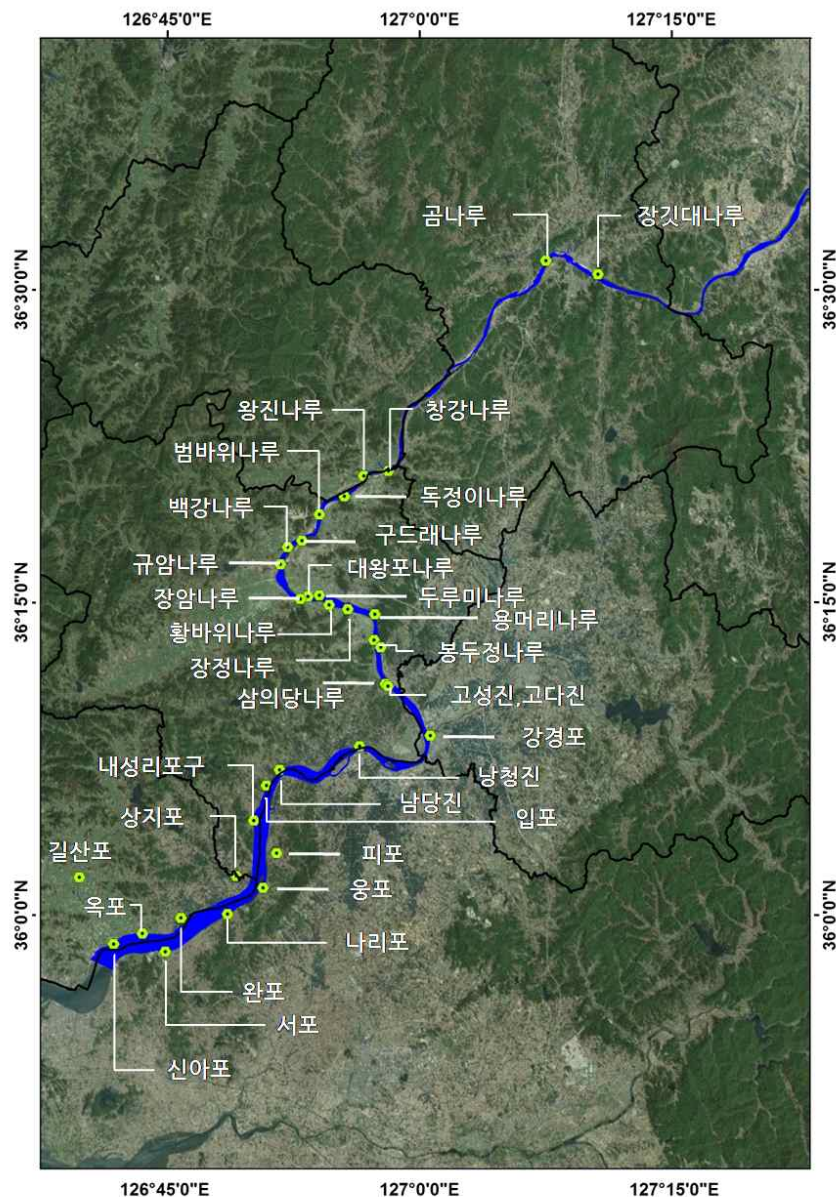 126°45'0"E 127°0'0"E 127°15'0"E
곰나루 장깃대나루
36°30'0"N 36°30'0"N
왕진나루 창강나루
범바위나루
백강나루 독정이나루
구드래나루
규암나루 대왕포나루
장암나루 두루미나루
36°15'0"N 36°15'0"N
황바위나루 용머리나루
장정나루 봉두정나루
삼의당나루 고성진,고다진
강경포
내성리포구 낭청진
상지포 남당진 입포
길산포 피포
웅포
옥포
36°0'0"N 36°0'0"N
나리포
완포
서포
신아포
126°45'0"E 127°0'0"E 127°15'0"E